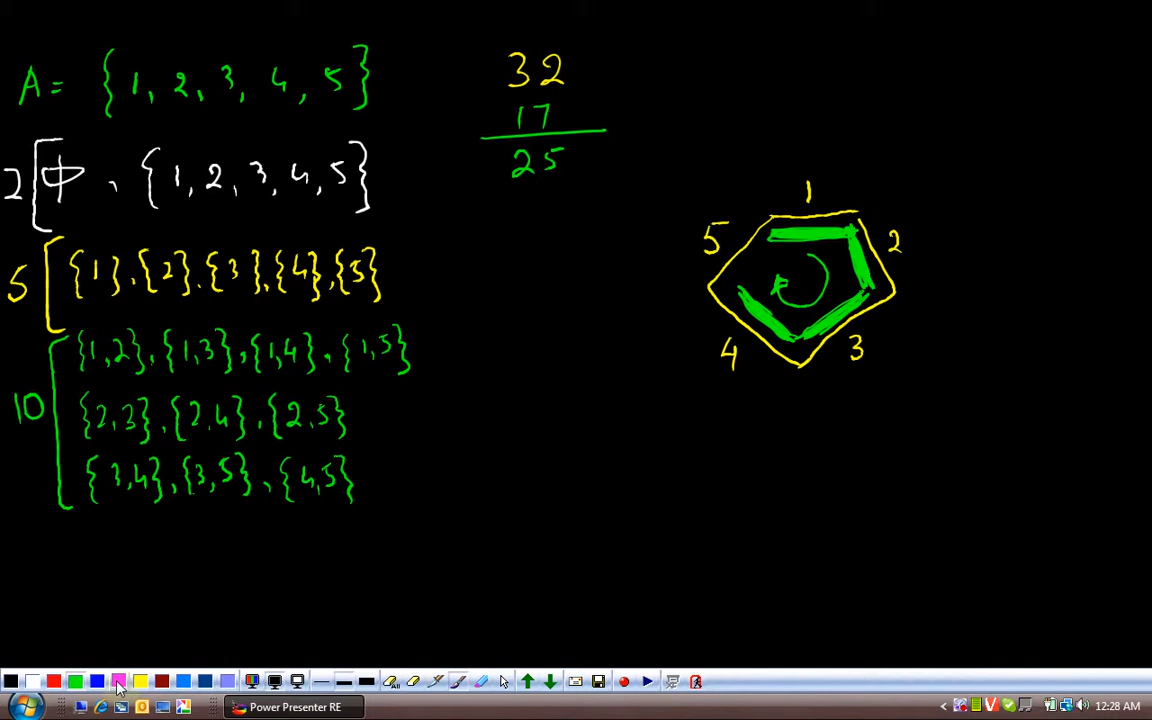 A = {1, 2, 3, 4, 5}
2 [ φ, {1, 2, 3, 4, 5}
5 [ {1}, {2}, {3}, {4}, {5}
10 [ {1,2}, {1,3}, {1,4}, {1,5}
{2,3}, {2,4}, {2,5}
{3,4}, {3,5}, {4,5}
32
17
25
1
5
2
4
3
Power Presenter RE
12:28 AM